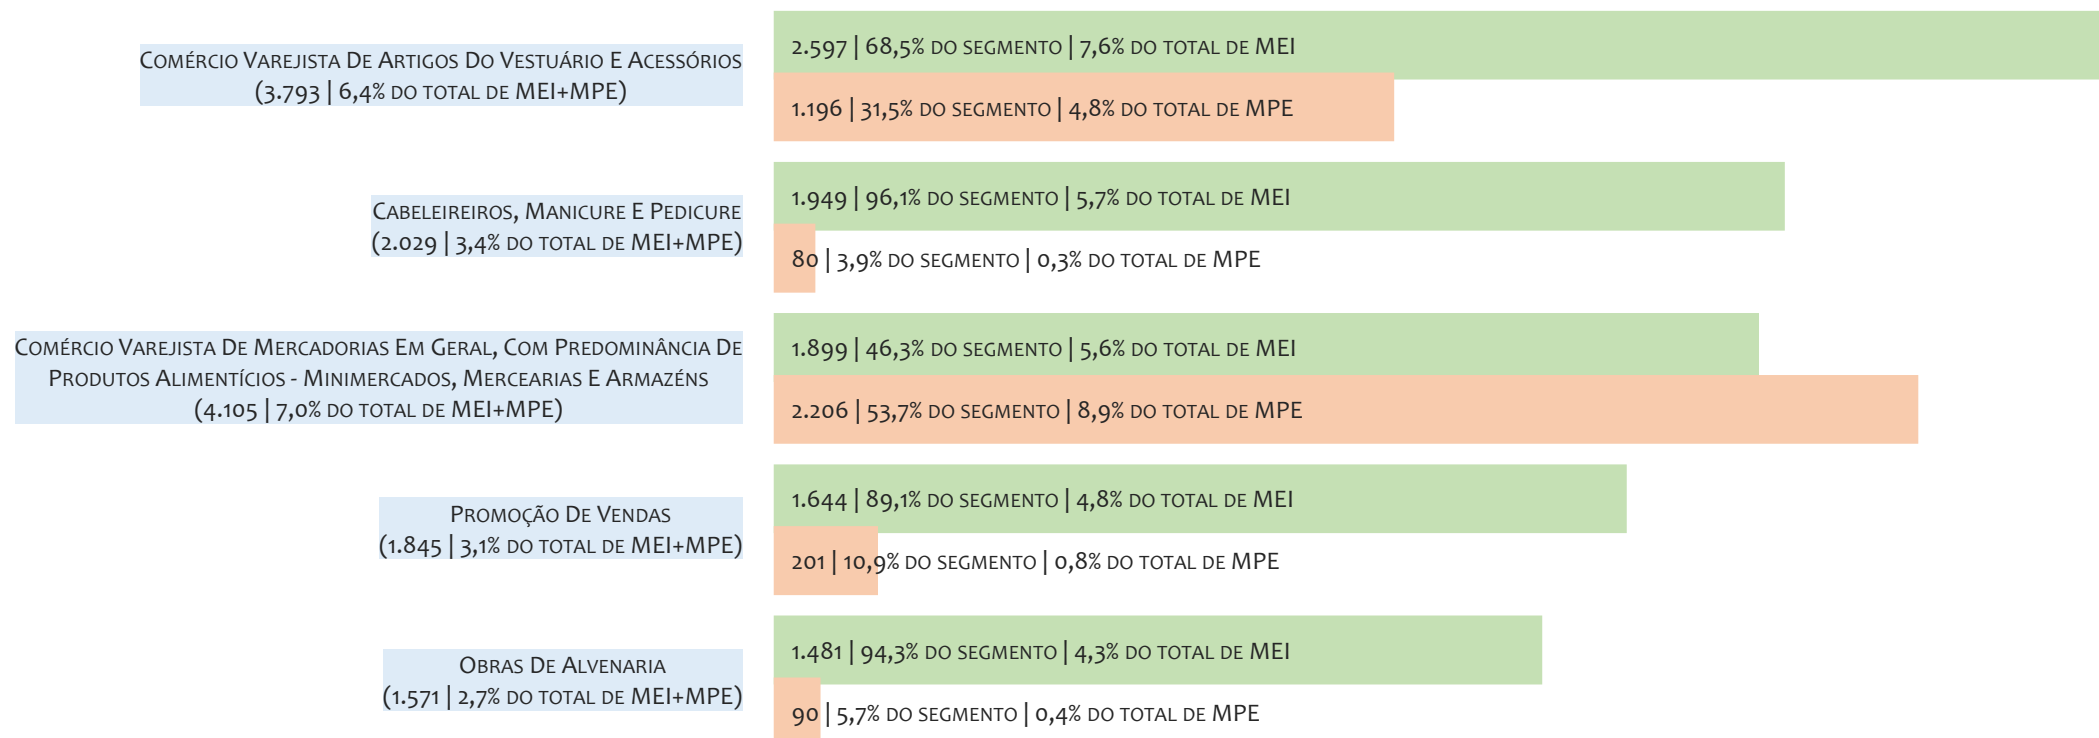 Comércio Varejista De Artigos Do Vestuário E Acessórios
(3.793 | 6,4% do total de MEI+MPE)
2.597 | 68,5% do segmento | 7,6% do total de MEI
1.196 | 31,5% do segmento | 4,8% do total de MPE
Cabeleireiros, Manicure E Pedicure
(2.029 | 3,4% do total de MEI+MPE)
1.949 | 96,1% do segmento | 5,7% do total de MEI
80 | 3,9% do segmento | 0,3% do total de MPE
Comércio Varejista De Mercadorias Em Geral, Com Predominância De
Produtos Alimentícios - Minimercados, Mercearias E Armazéns
(4.105 | 7,0% do total de MEI+MPE)
1.899 | 46,3% do segmento | 5,6% do total de MEI
2.206 | 53,7% do segmento | 8,9% do total de MPE
Promoção De Vendas
(1.845 | 3,1% do total de MEI+MPE)
1.644 | 89,1% do segmento | 4,8% do total de MEI
201 | 10,9% do segmento | 0,8% do total de MPE
Obras De Alvenaria
(1.571 | 2,7% do total de MEI+MPE)
1.481 | 94,3% do segmento | 4,3% do total de MEI
90 | 5,7% do segmento | 0,4% do total de MPE